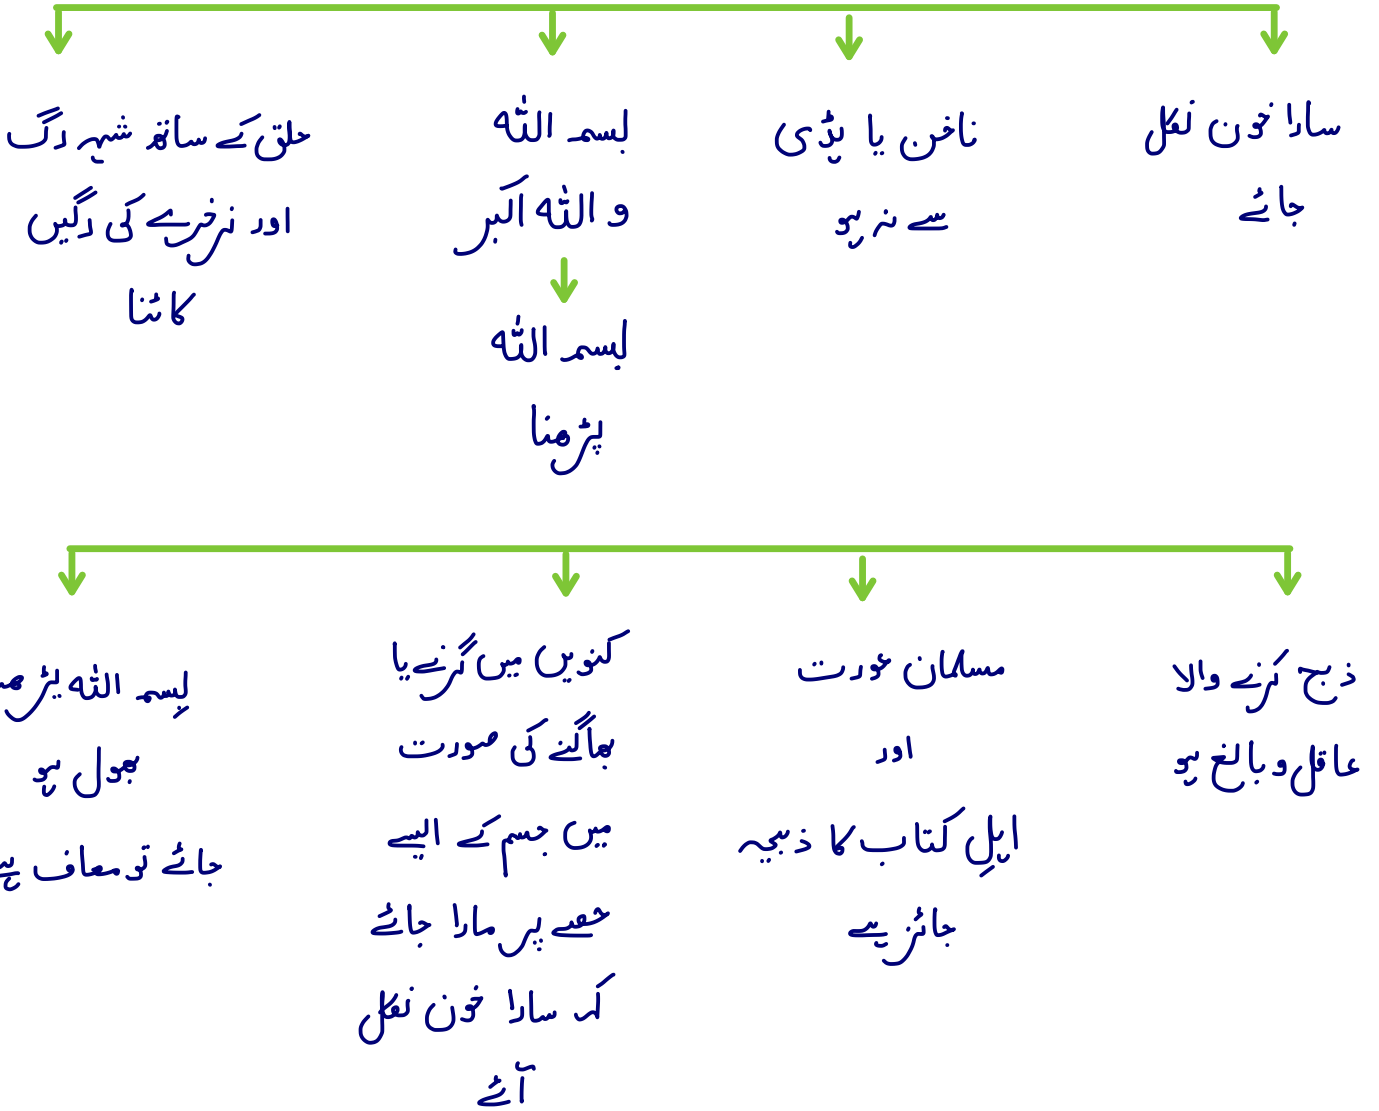 سارا خون نکل
جائے
ناخن یا ہڈی
سے نہ ہو
بسم اللہ
و اللہ اکبر
بسم اللہ
پڑھنا
حلق کے ساتھ شہہ رگ
اور نرخرے کی رگیں
کاٹنا
ذبح کرنے والا
عاقل و بالغ ہو
مسلمان عورت
اور
اہلِ کتاب کا ذبیحہ
جائز ہے
کنویں میں گرنے یا
بھاگنے کی صورت
میں جسم کے ایسے
حصے پر مارا جائے
کہ سارا خون نکل
آئے
بسم اللہ پڑھ
بھول ہو
جائے تو معاف ہے